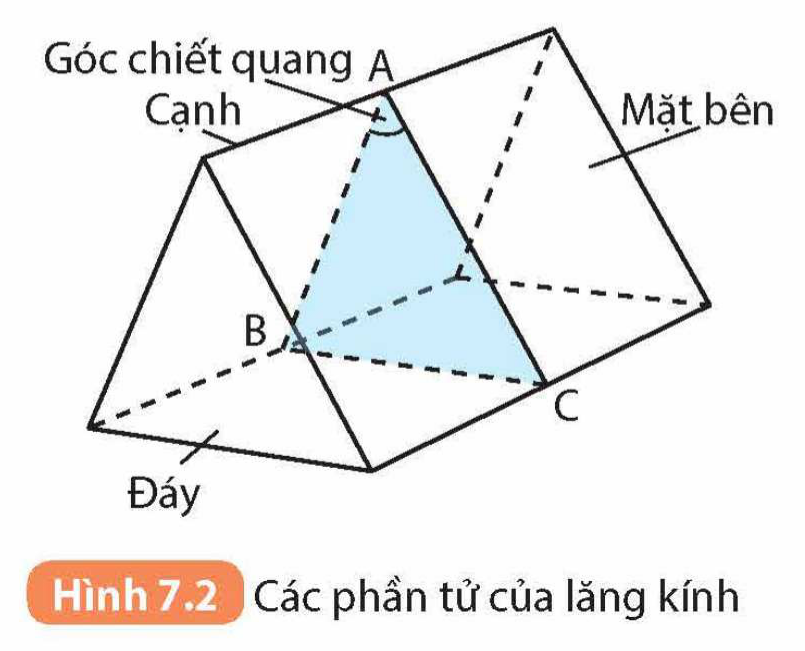 Góc chiết quang A
Cạnh
Mặt bên
B
C
Đáy
Hình 7.2 Các phần tử của lăng kính